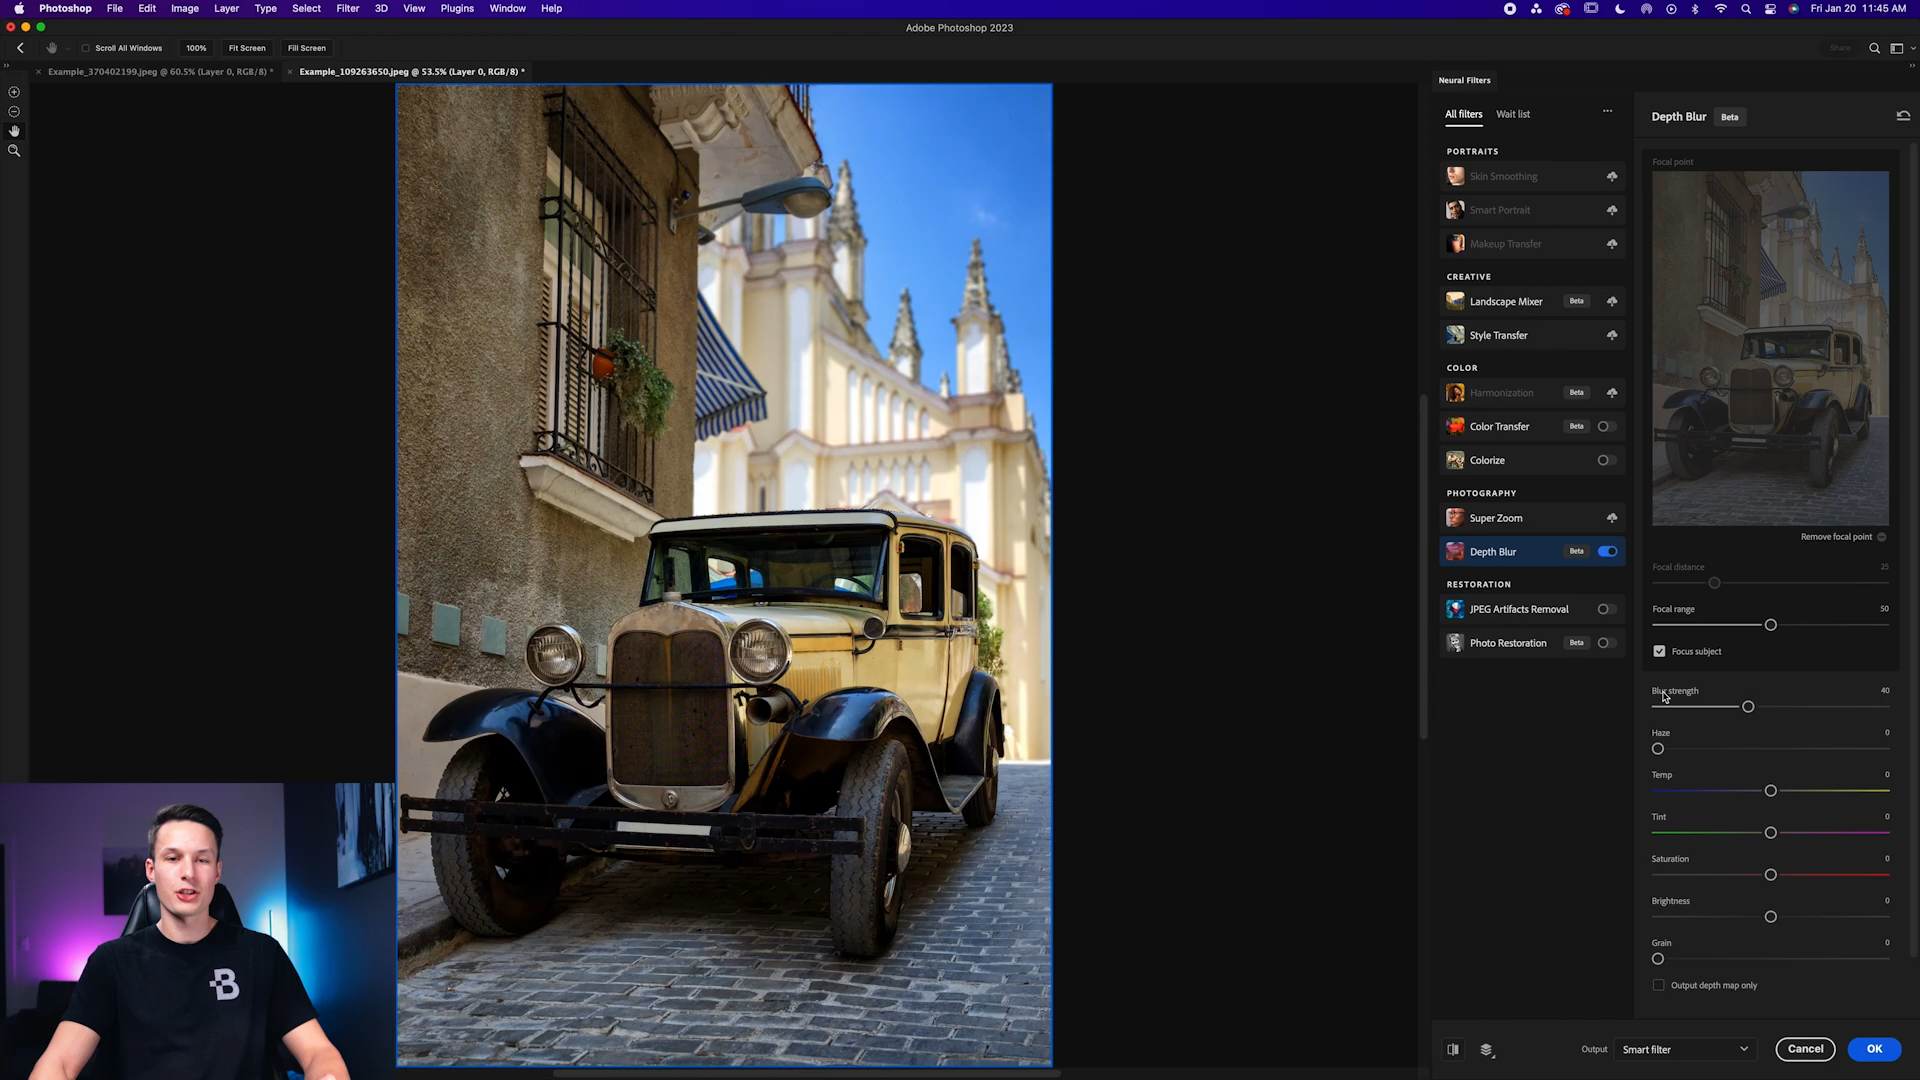 Photoshop File Edit Image Layer Type Select Filter 3D View Plugins Window Help Fri Jan 20 11:45 AM
Adobe Photoshop 2023
Scroll All Windows 100% Fit Screen Fill Screen Share
Example_370402199.jpeg @ 60.5% (Layer 0, RGB/8) * Example_109263650.jpeg @ 53.5% (Layer 0, RGB/8) *
Neural Filters
All filters Wait list
PORTRAITS
Skin Smoothing
Smart Portrait
Makeup Transfer
CREATIVE
Landscape Mixer Beta
Style Transfer
COLOR
Harmonization Beta
Color Transfer Beta
Colorize
PHOTOGRAPHY
Super Zoom
Depth Blur Beta
RESTORATION
JPEG Artifacts Removal
Photo Restoration Beta
Depth Blur Beta
Focal point
Remove focal point
Focal distance 25
Focal range 50
Focus subject
Blur strength 40
Haze 0
Temp 0
Tint 0
Saturation 0
Brightness 0
Grain 0
Output depth map only
Output Smart filter Cancel OK
B